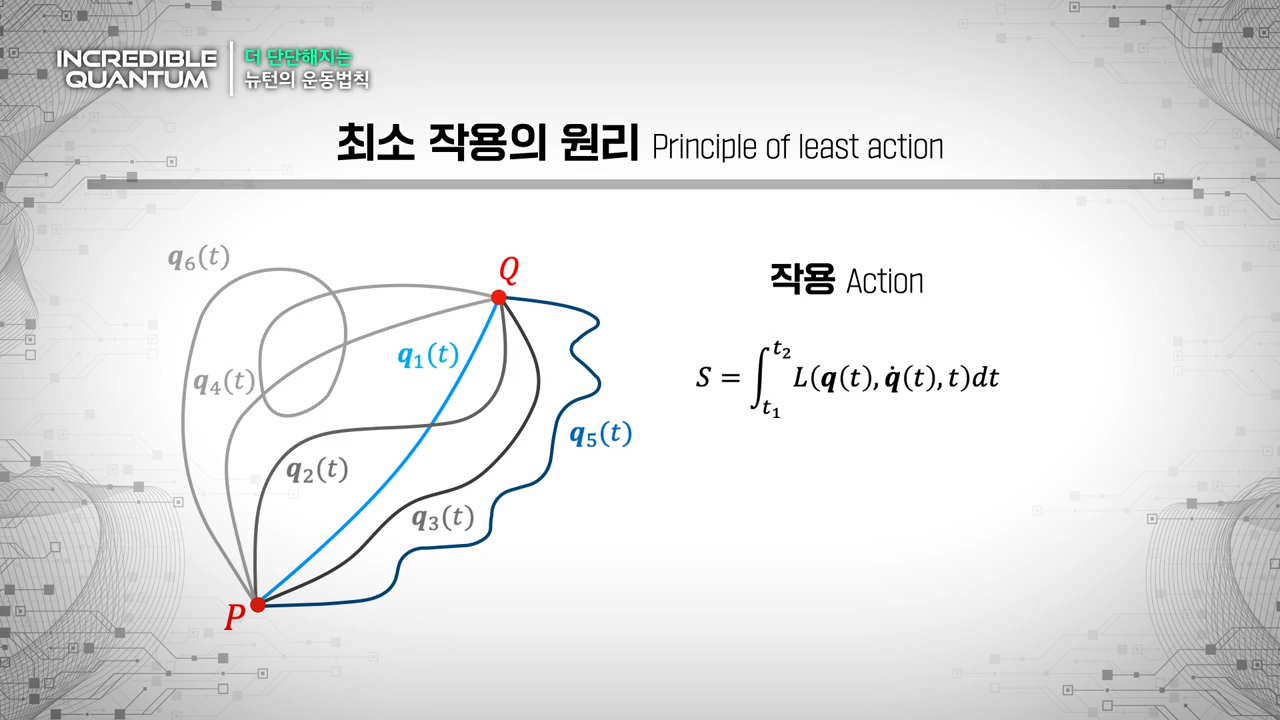 INCREDIBLE
QUANTUM
더 단단해지는
뉴턴의 운동법칙
최소 작용의 원리 Principle of least action
q₆(t)
Q
작용 Action
q₁(t)
q₄(t)
S = ∫_{t₁}^{t₂} L(q(t), q̇(t), t)dt
q₅(t)
q₂(t)
q₃(t)
P